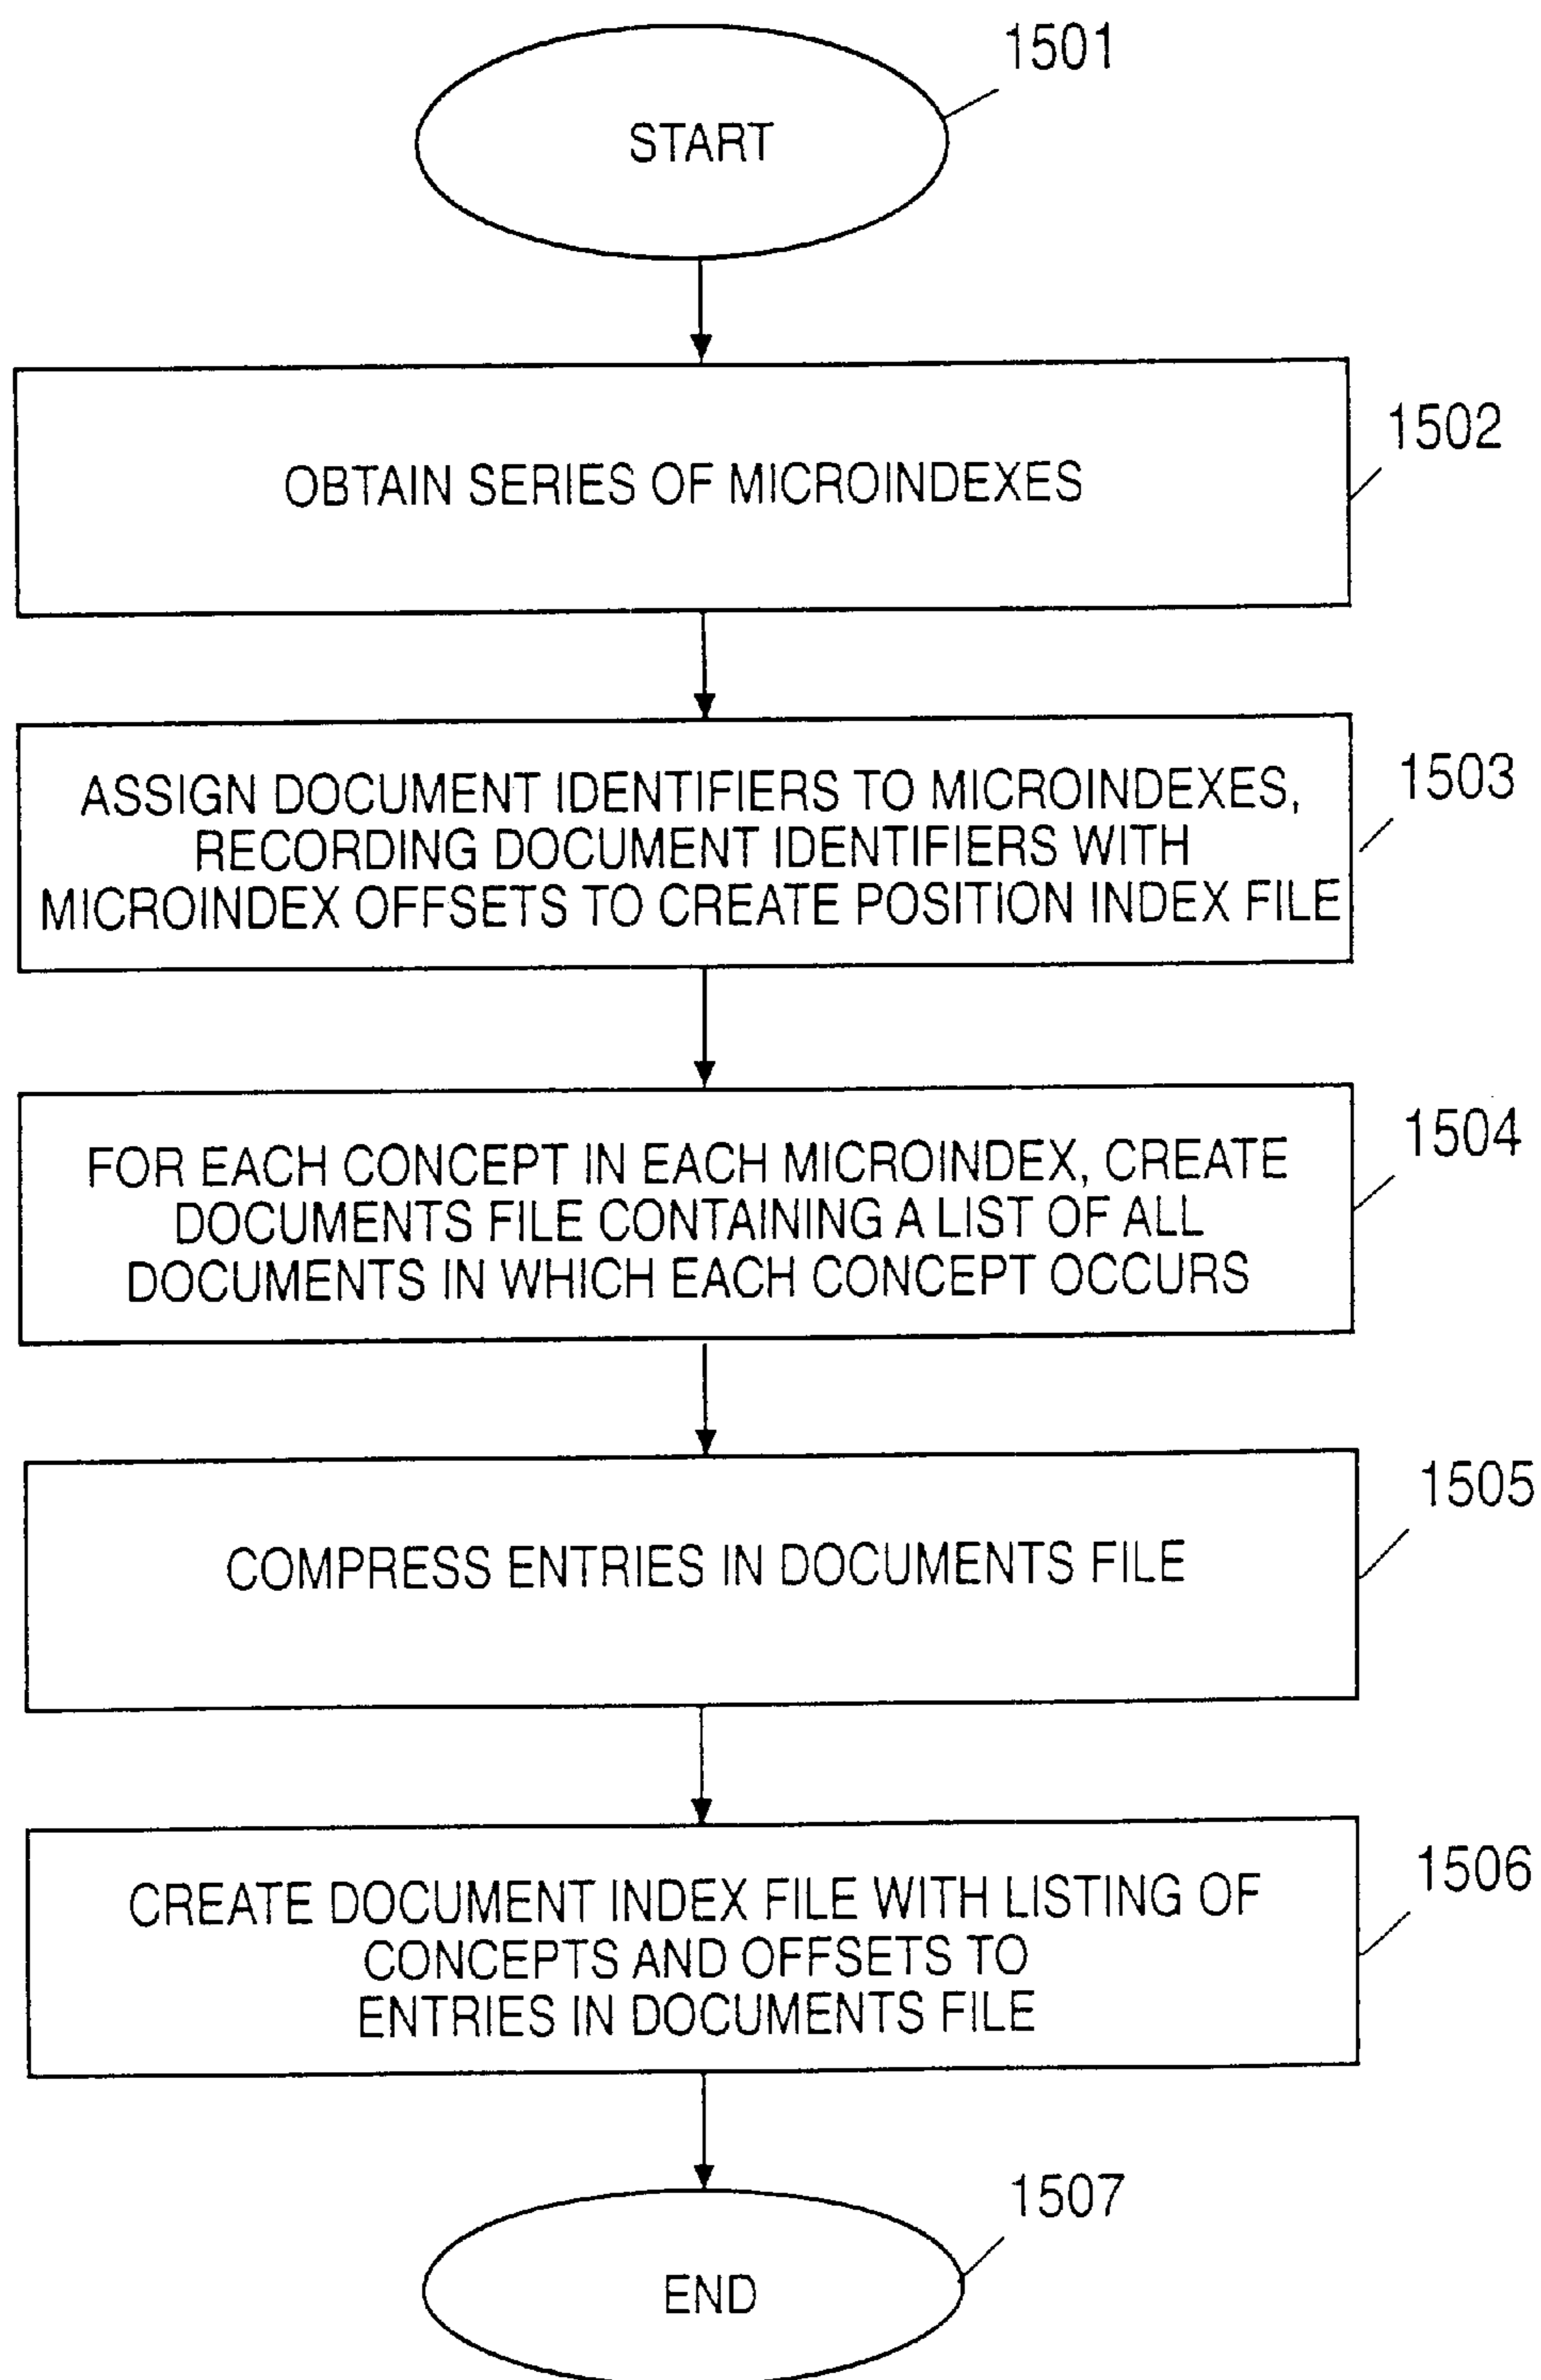 1501
START
1502
OBTAIN SERIES OF MICROINDEXES
1503
ASSIGN DOCUMENT IDENTIFIERS TO MICROINDEXES,
RECORDING DOCUMENT IDENTIFIERS WITH
MICROINDEX OFFSETS TO CREATE POSITION INDEX FILE
1504
FOR EACH CONCEPT IN EACH MICROINDEX, CREATE
DOCUMENTS FILE CONTAINING A LIST OF ALL
DOCUMENTS IN WHICH EACH CONCEPT OCCURS
1505
COMPRESS ENTRIES IN DOCUMENTS FILE
1506
CREATE DOCUMENT INDEX FILE WITH LISTING OF
CONCEPTS AND OFFSETS TO
ENTRIES IN DOCUMENTS FILE
1507
END